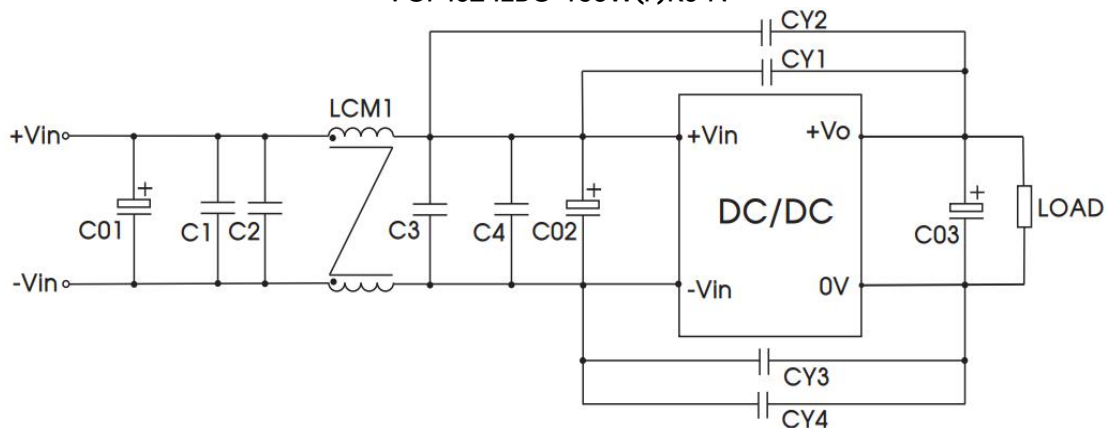 CY2
CY1
LCM1
+Vin
+Vin
+Vo
C01
C1
C2
C3
C4
C02
DC/DC
C03
LOAD
-Vin
-Vin
0V
CY3
CY4